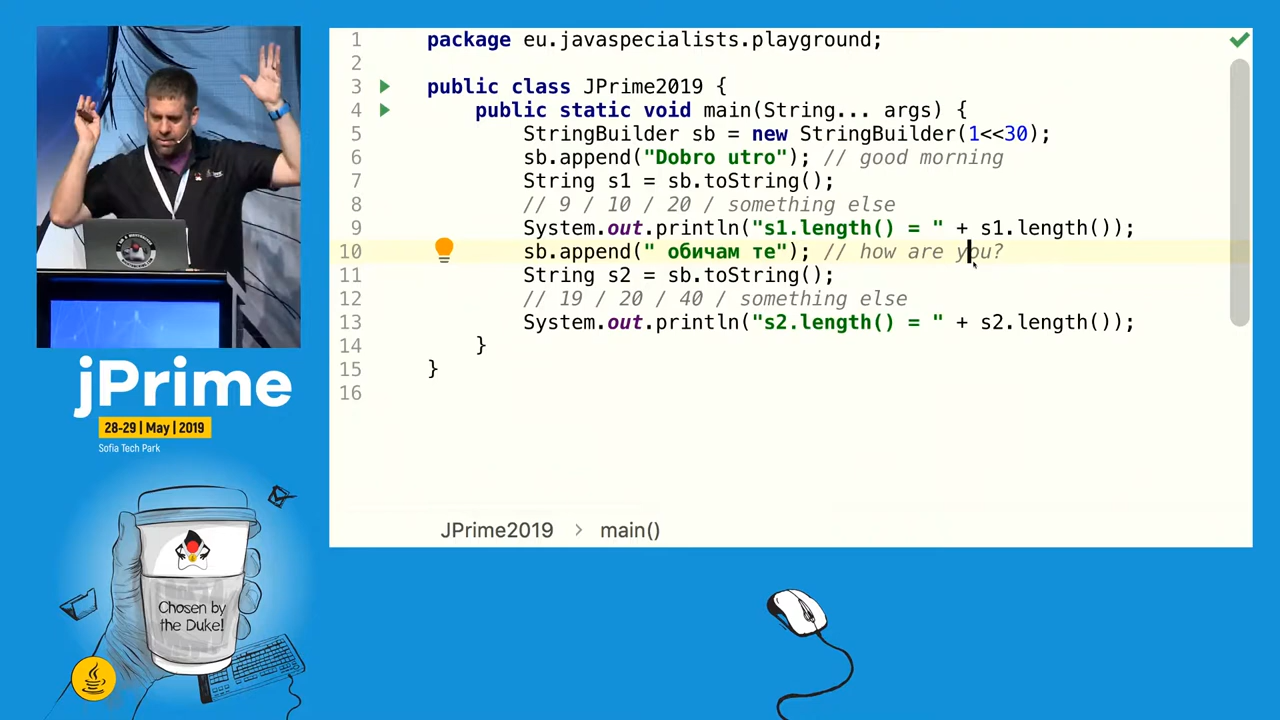 1 package eu.javaspecialists.playground;
2
3 public class JPrime2019 {
4 public static void main(String... args) {
5 StringBuilder sb = new StringBuilder(1<<30);
6 sb.append("Dobro utro"); // good morning
7 String s1 = sb.toString();
8 // 9 / 10 / 20 / something else
9 System.out.println("s1.length() = " + s1.length());
10 sb.append(" обичам те"); // how are you?
11 String s2 = sb.toString();
12 // 19 / 20 / 40 / something else
13 System.out.println("s2.length() = " + s2.length());
14 }
15 }
16
JPrime2019 > main()
jPrime
28-29 | May | 2019
Sofia Tech Park
Chosen by
the Duke!